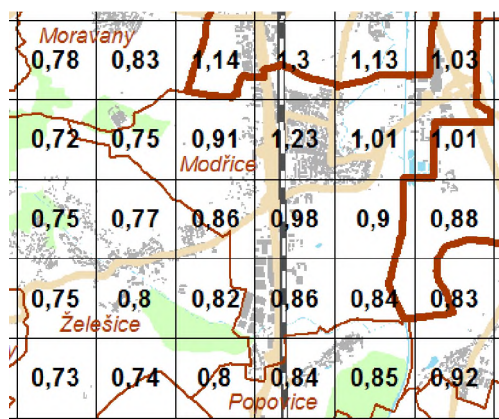 Moravany
0,78 0,83 1,14 1,3 1,13 1,03
0,72 0,75 0,91 1,23 1,01 1,01
Modřice
0,75 0,77 0,86 0,98 0,9 0,88
0,75 0,8 0,82 0,86 0,84 0,83
Želešice
0,73 0,74 0,8 0,84 0,85 0,92
Popovice